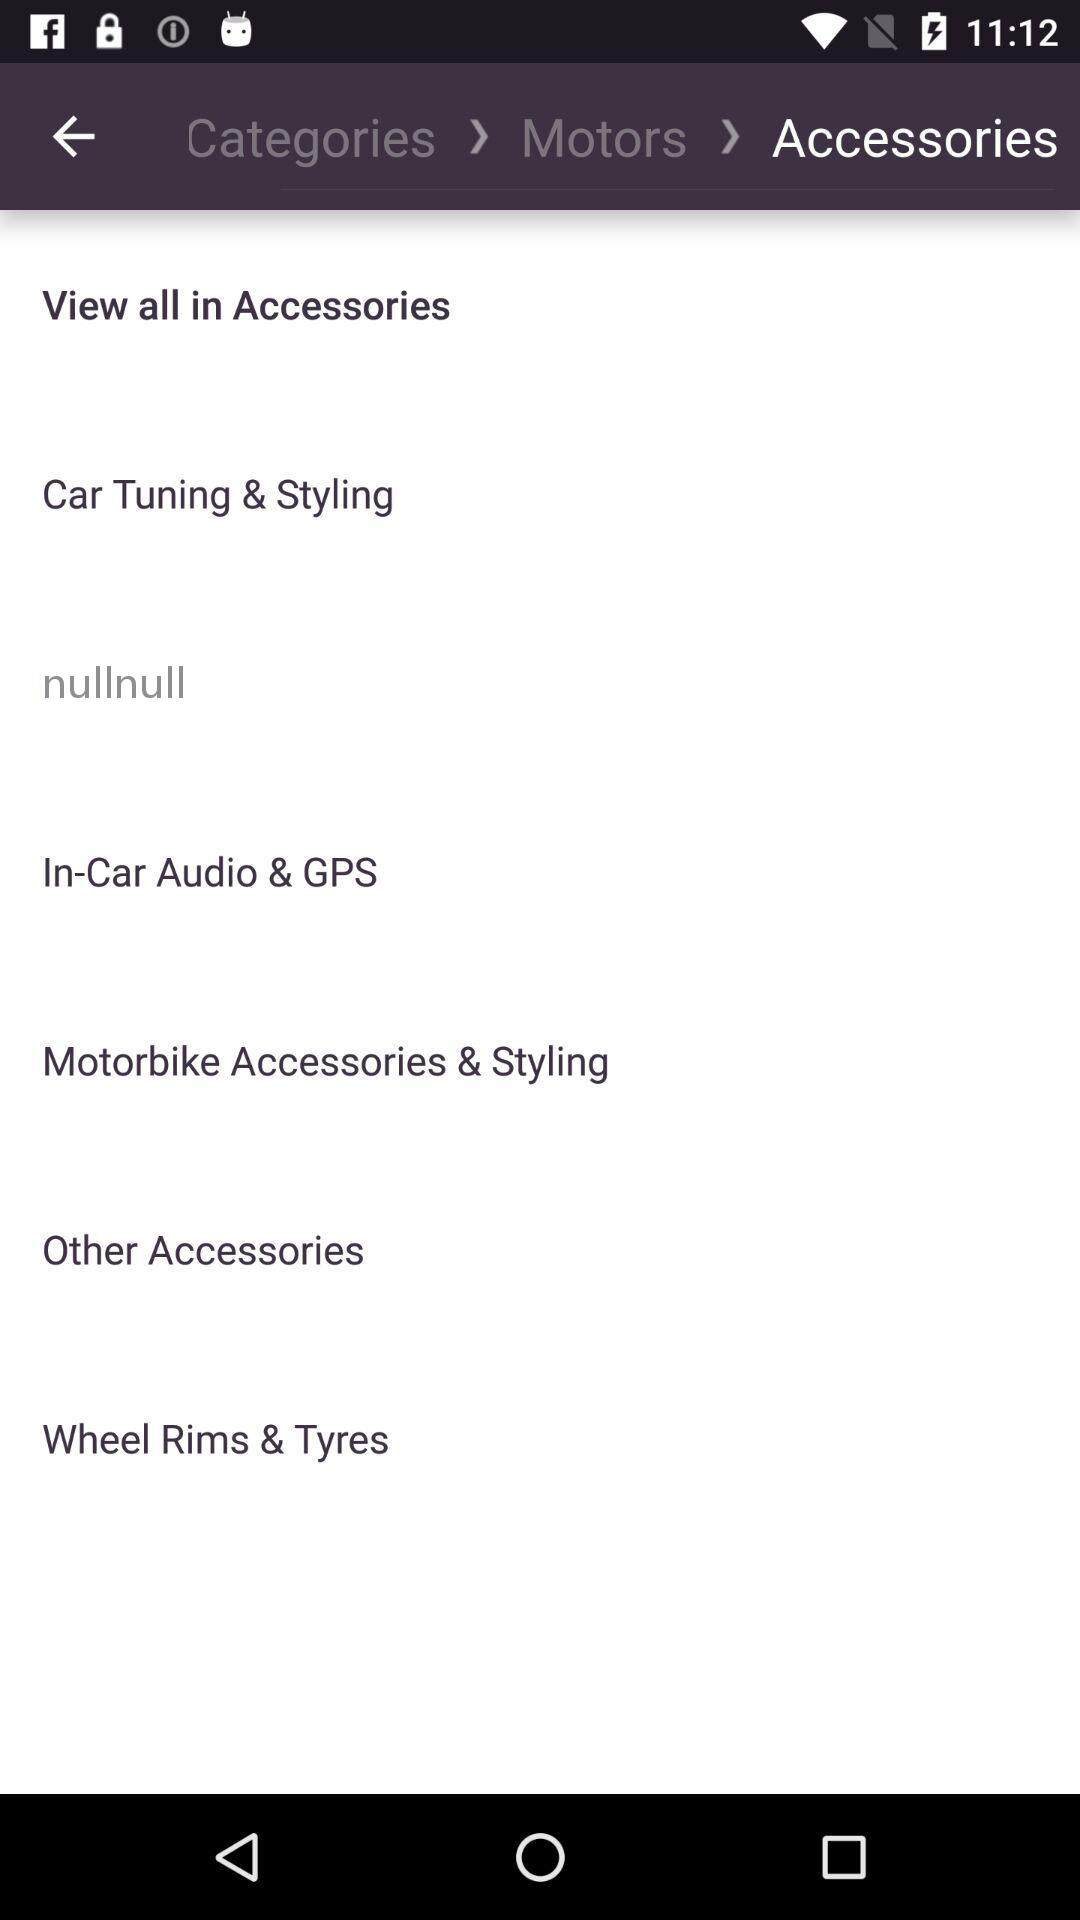 11:12
Categories ❯ Motors ❯ Accessories
View all in Accessories
Car Tuning & Styling
nullnull
In-Car Audio & GPS
Motorbike Accessories & Styling
Other Accessories
Wheel Rims & Tyres